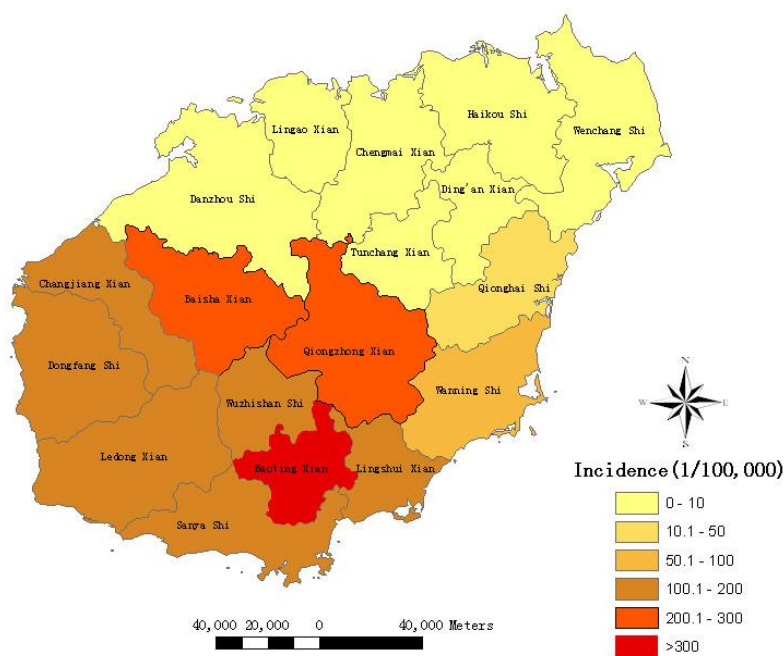 Haikou Shi
Lingao Xian
Wenchang Shi
Chengmai Xian
Ding'an Xian
Danzhou Shi
Tunchang Xian
Changjiang Xian
Qionghai Shi
Baisha Xian
Qiongzhong Xian
Dongfang Shi
Wanning Shi
Wuzhishan Shi
Ledong Xian
Baoting Xian
Lingshui Xian
Sanya Shi
N
W E
S
Incidence(1/100,000)
0 - 10
10.1 - 50
50.1 - 100
100.1 - 200
200.1 - 300
>300
40,000 20,000 0 40,000 Meters